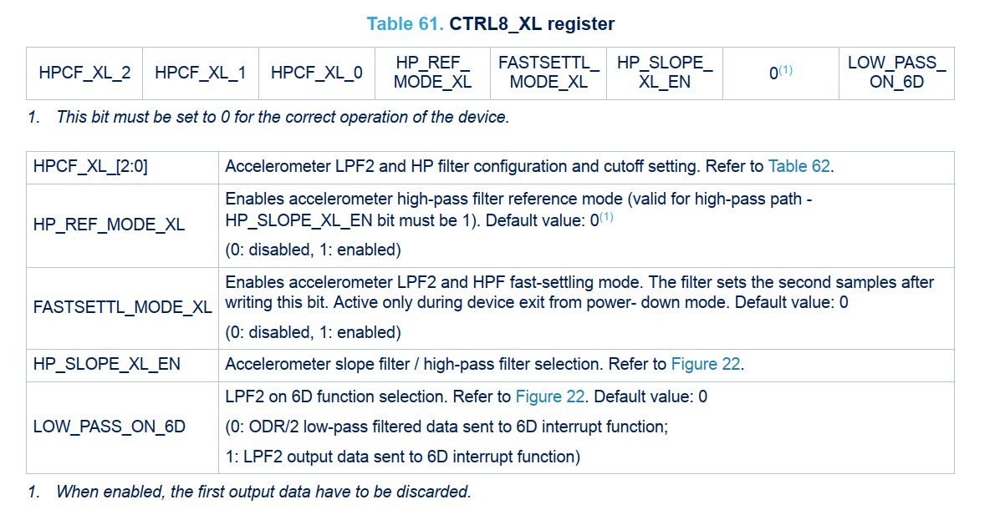 Table 61. CTRL8_XL register
HPCF_XL_2 HPCF_XL_1 HPCF_XL_0 HP_REF_ MODE_XL FASTSETTL_ MODE_XL HP_SLOPE_ XL_EN 0(1) LOW_PASS_ ON_6D
1. This bit must be set to 0 for the correct operation of the device.
HPCF_XL_[2:0] Accelerometer LPF2 and HP filter configuration and cutoff setting. Refer to Table 62.
HP_REF_MODE_XL
Enables accelerometer high-pass filter reference mode (valid for high-pass path -
HP_SLOPE_XL_EN bit must be 1). Default value: 0(1)
(0: disabled, 1: enabled)
FASTSETTL_MODE_XL
Enables accelerometer LPF2 and HPF fast-settling mode. The filter sets the second samples after
writing this bit. Active only during device exit from power- down mode. Default value: 0
(0: disabled, 1: enabled)
HP_SLOPE_XL_EN Accelerometer slope filter / high-pass filter selection. Refer to Figure 22.
LOW_PASS_ON_6D
LPF2 on 6D function selection. Refer to Figure 22. Default value: 0
(0: ODR/2 low-pass filtered data sent to 6D interrupt function;
1: LPF2 output data sent to 6D interrupt function)
1. When enabled, the first output data have to be discarded.